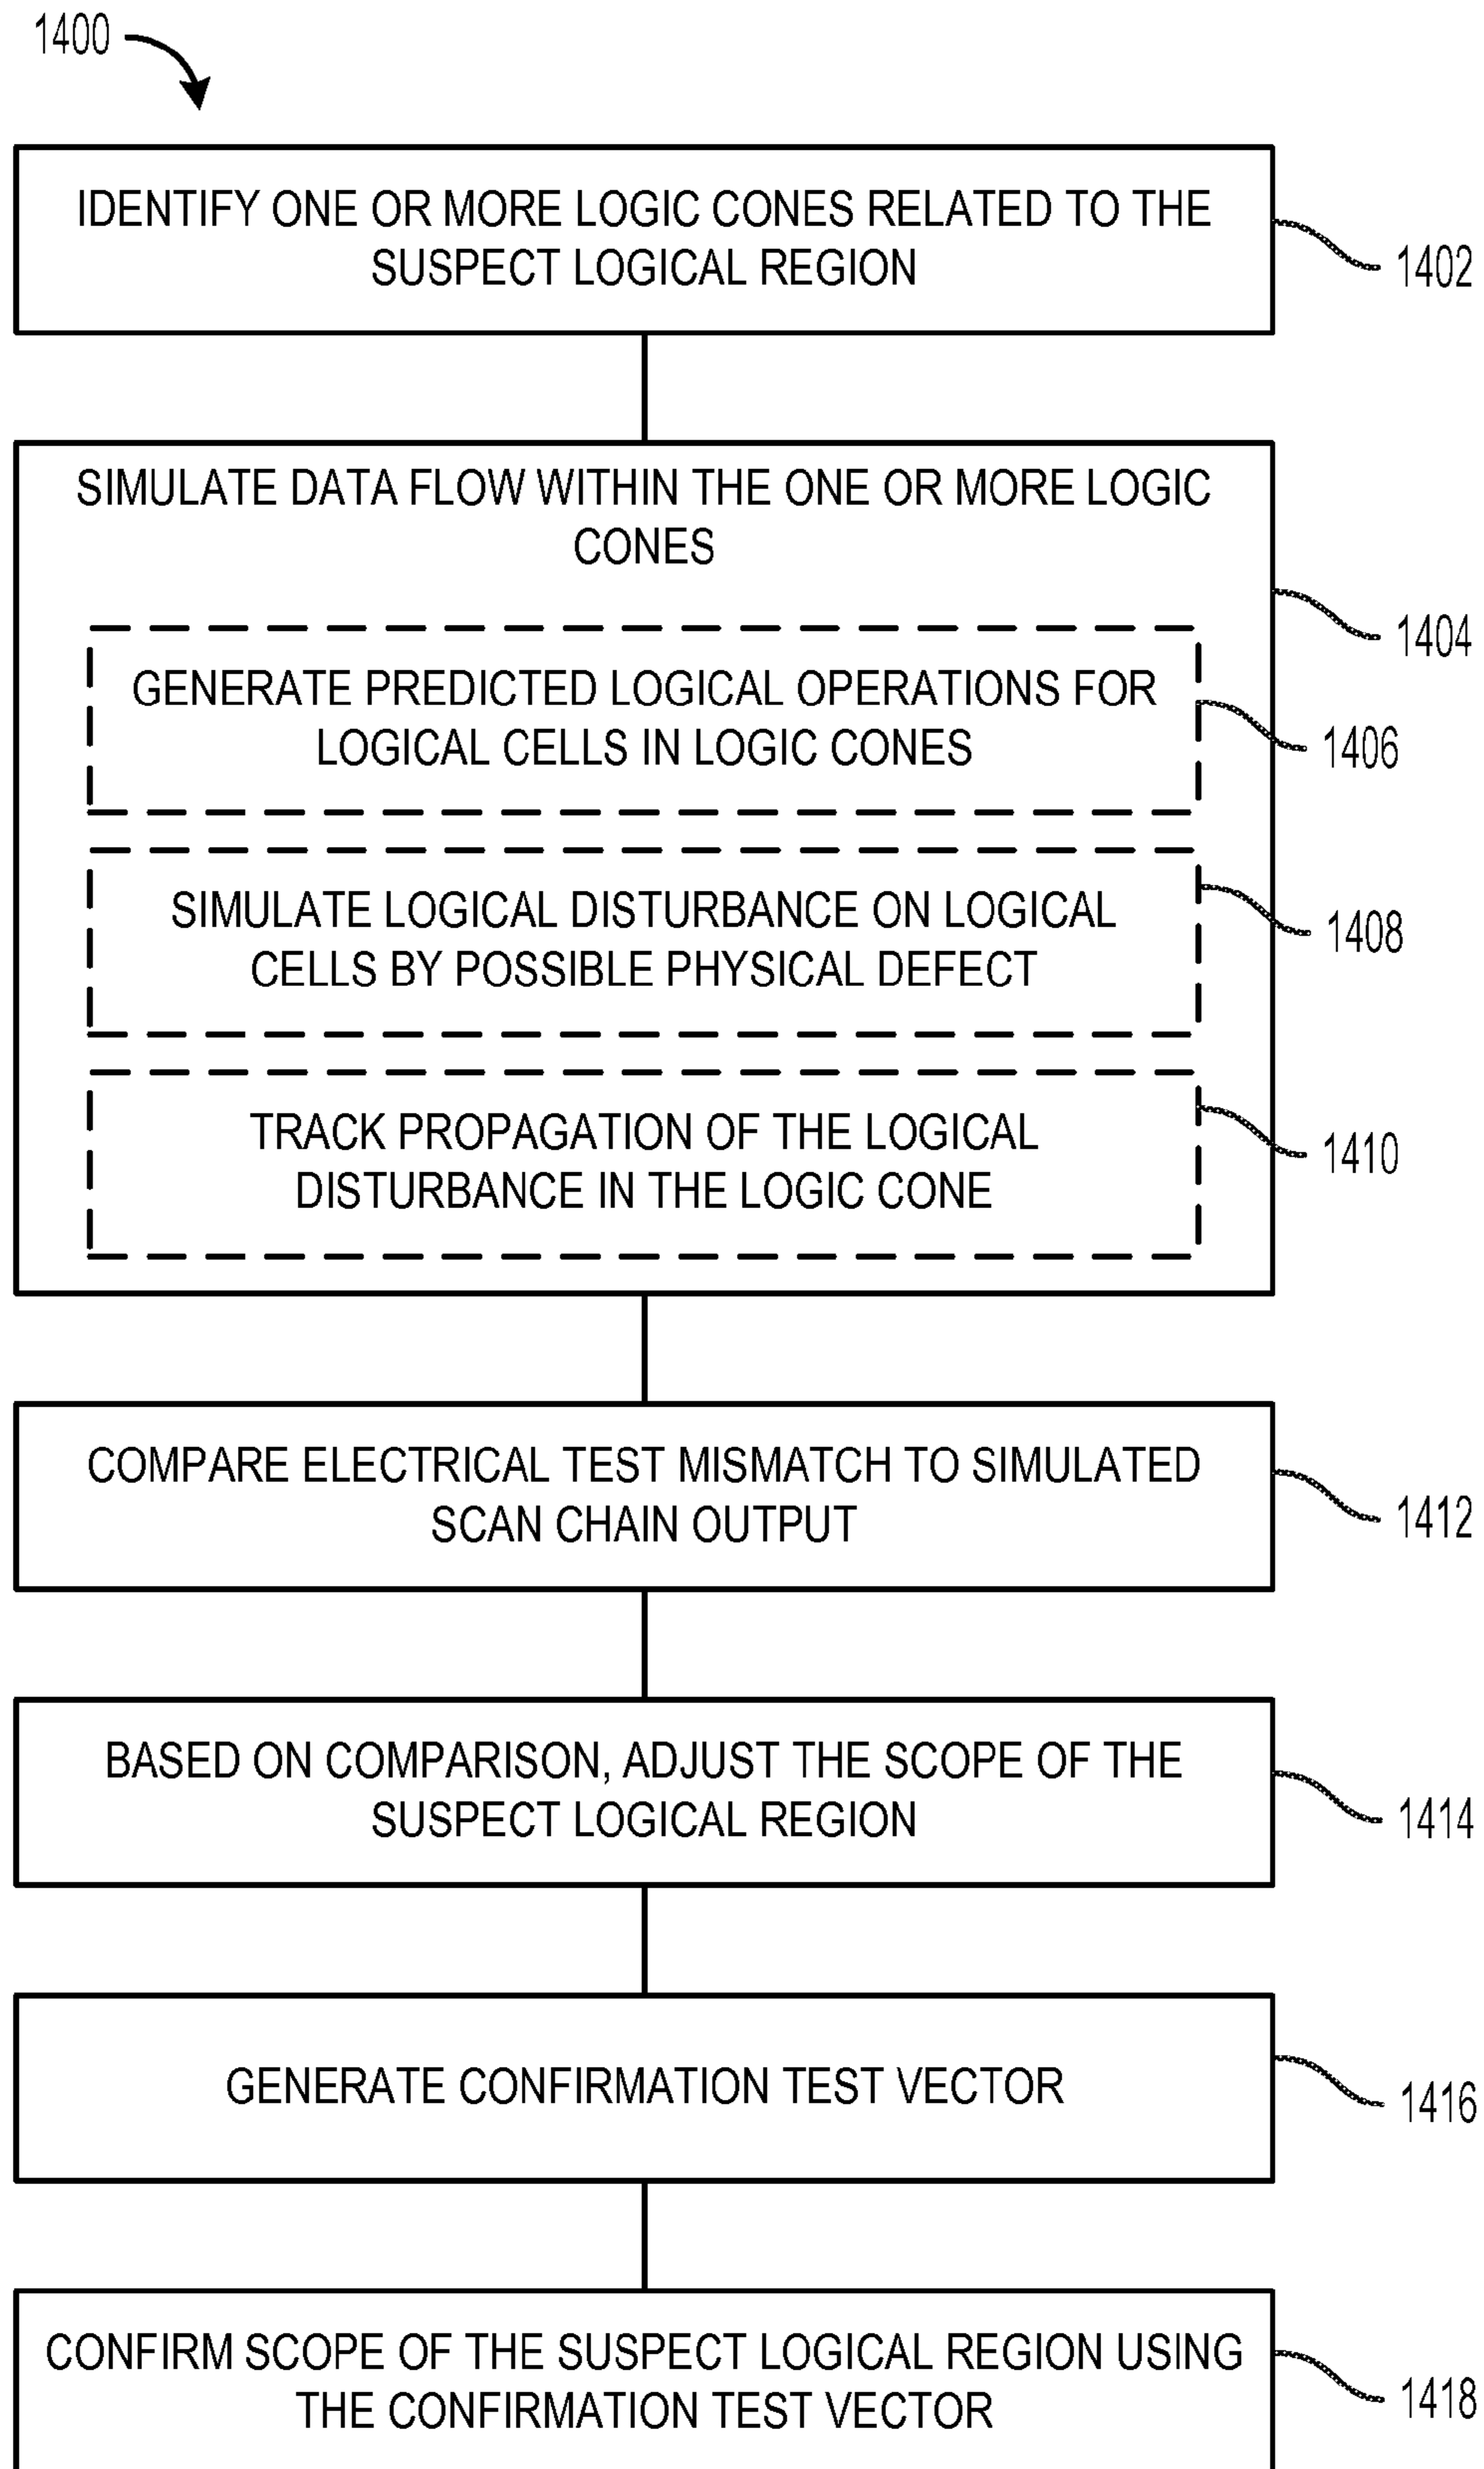 1400
IDENTIFY ONE OR MORE LOGIC CONES RELATED TO THE
SUSPECT LOGICAL REGION
1402
SIMULATE DATA FLOW WITHIN THE ONE OR MORE LOGIC
CONES
1404
GENERATE PREDICTED LOGICAL OPERATIONS FOR
LOGICAL CELLS IN LOGIC CONES
1406
SIMULATE LOGICAL DISTURBANCE ON LOGICAL
CELLS BY POSSIBLE PHYSICAL DEFECT
1408
TRACK PROPAGATION OF THE LOGICAL
DISTURBANCE IN THE LOGIC CONE
1410
COMPARE ELECTRICAL TEST MISMATCH TO SIMULATED
SCAN CHAIN OUTPUT
1412
BASED ON COMPARISON, ADJUST THE SCOPE OF THE
SUSPECT LOGICAL REGION
1414
GENERATE CONFIRMATION TEST VECTOR
1416
CONFIRM SCOPE OF THE SUSPECT LOGICAL REGION USING
THE CONFIRMATION TEST VECTOR
1418